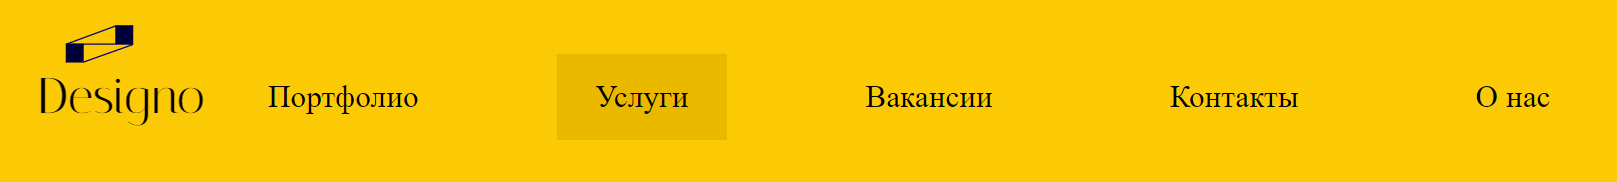 Designo
Портфолио
Услуги
Вакансии
Контакты
О нас